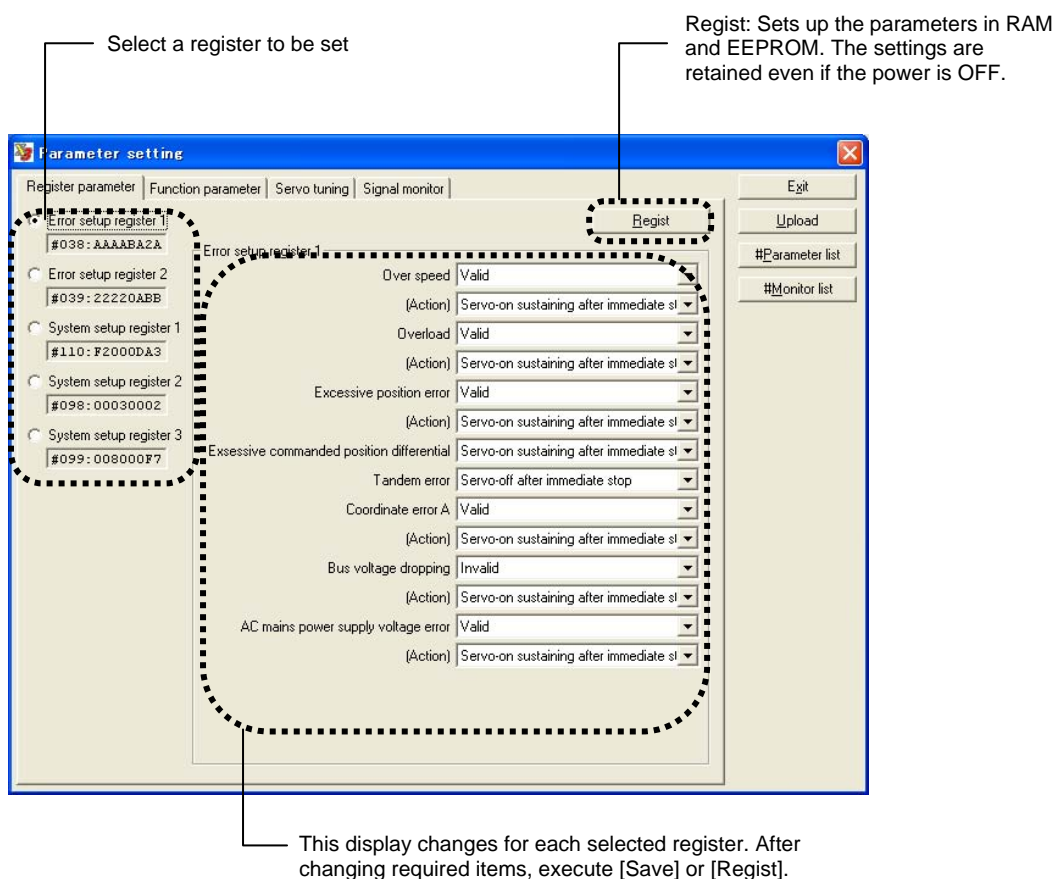 Select a register to be set
Regist: Sets up the parameters in RAM
and EEPROM. The settings are
retained even if the power is OFF.
Parameter setting
Register parameter Function parameter Servo tuning Signal monitor
Exit
Error setup register 1
Regist
Upload
#038:AAAABA2A
Error setup register 1
#Parameter list
Error setup register 2
Over speed Valid
#039:22220ABB
#Monitor list
(Action) Servo-on sustaining after immediate st
System setup register 1
Overload Valid
#110:F2000DA3
(Action) Servo-on sustaining after immediate st
System setup register 2
Excessive position error Valid
#098:00030002
(Action) Servo-on sustaining after immediate st
System setup register 3
Exsessive commanded position differential Servo-on sustaining after immediate st
#099:008000F7
Tandem error Servo-off after immediate stop
Coordinate error A Valid
(Action) Servo-on sustaining after immediate st
Bus voltage dropping Invalid
(Action) Servo-on sustaining after immediate st
AC mains power supply voltage error Valid
(Action) Servo-on sustaining after immediate st
This display changes for each selected register. After
changing required items, execute [Save] or [Regist].